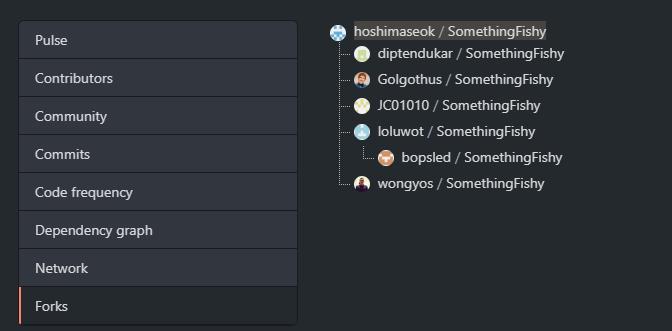 Pulse
Contributors
Community
Commits
Code frequency
Dependency graph
Network
Forks
hoshimaseok / SomethingFishy
diptendukar / SomethingFishy
Golgothus / SomethingFishy
JC01010 / SomethingFishy
loluwot / SomethingFishy
bopsled / SomethingFishy
wongyos / SomethingFishy